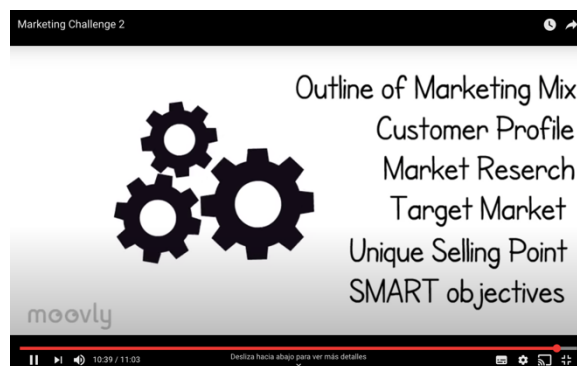 Marketing Challenge 2
Outline of Marketing Mix
Customer Profile
Market Reserch
Target Market
Unique Selling Point
SMART objectives
moovly
10:39 / 11:03
Desliza hacia abajo para ver más detalles